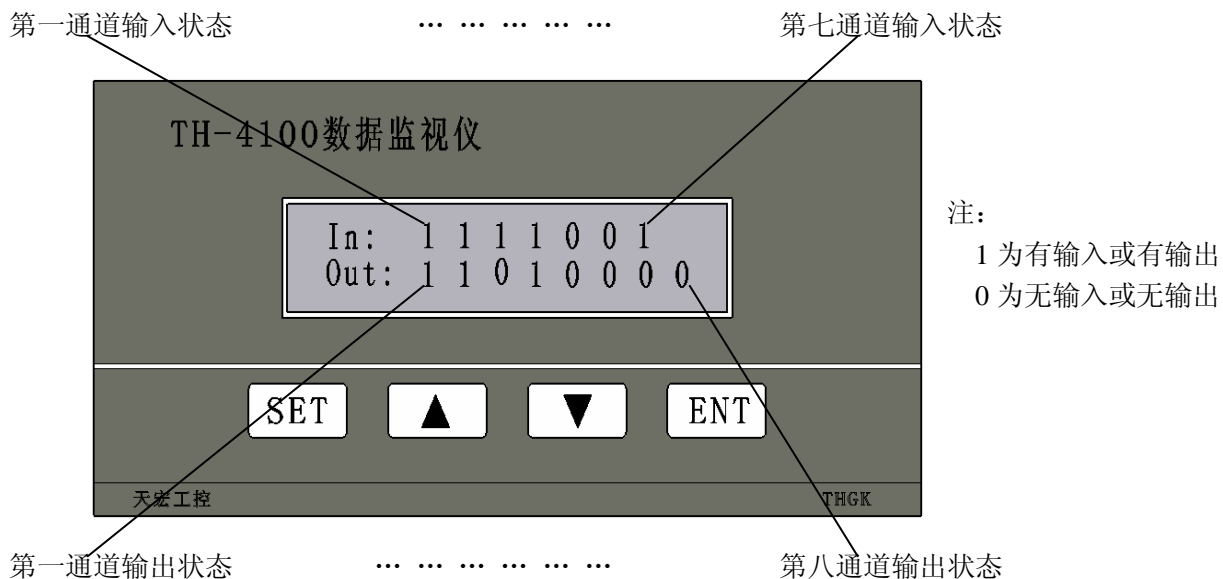 第一通道输入状态 … … … … … 第七通道输入状态
TH-4100数据监视仪
In: 1 1 1 1 0 0 1
Out: 1 1 0 1 0 0 0 0
注:
1 为有输入或有输出
0 为无输入或无输出
SET ▲ ▼ ENT
天宏工控 THGK
第一通道输出状态 … … … … … … 第八通道输出状态